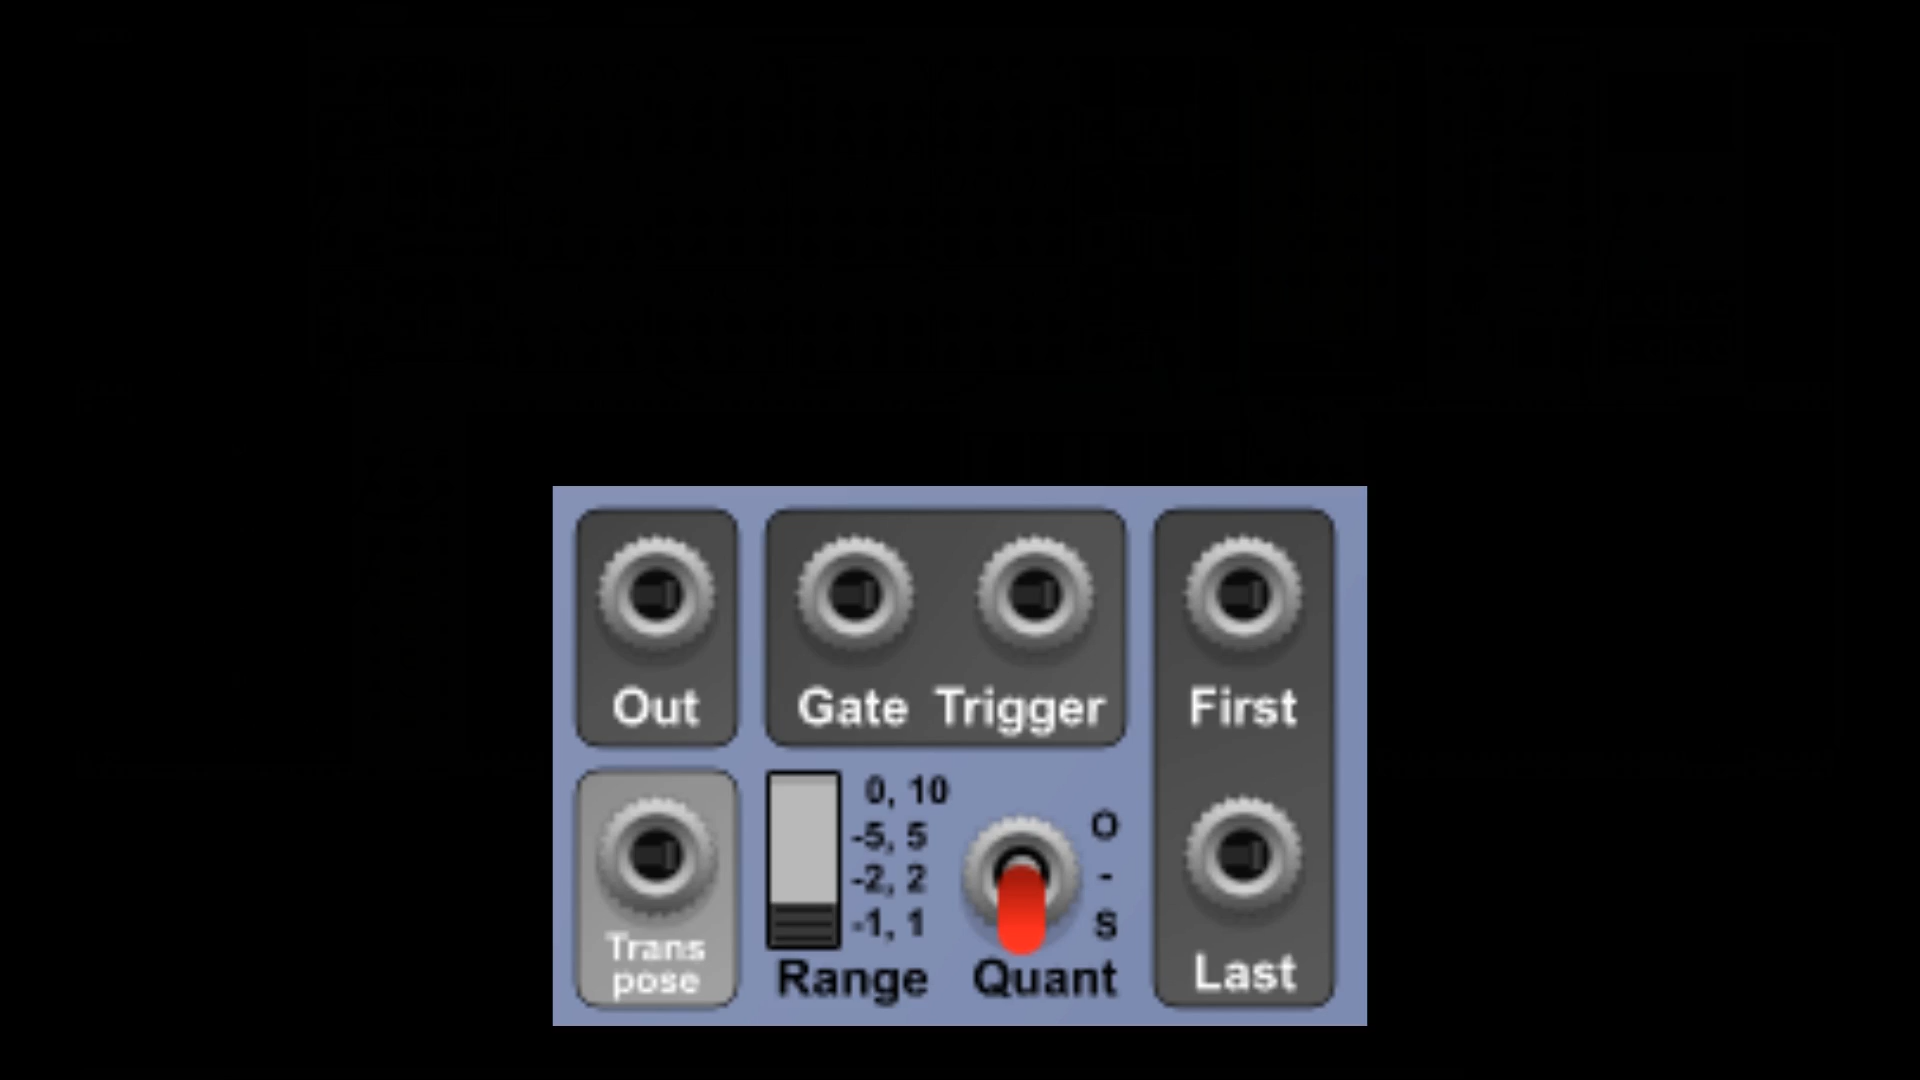 Out
Gate Trigger
First
0, 10
-5, 5
-2, 2
-1, 1
Range
O
-
S
Quant
Trans
pose
Last